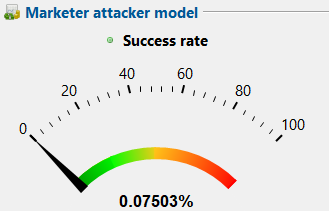 Marketer attacker model
Success rate
0 20 40 60 80 100
0.07503%